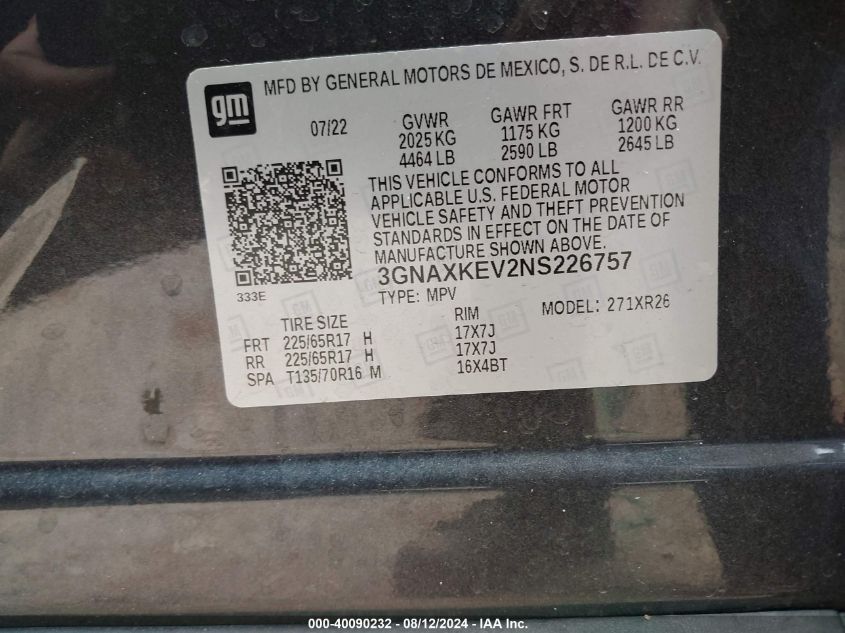 gm
MFD BY GENERAL MOTORS DE MEXICO, S. DE R.L. DE C.V.
07/22 GVWR GAWR FRT GAWR RR
2025 KG 1175 KG 1200 KG
4464 LB 2590 LB 2645 LB
THIS VEHICLE CONFORMS TO ALL
APPLICABLE U.S. FEDERAL MOTOR
VEHICLE SAFETY AND THEFT PREVENTION
STANDARDS IN EFFECT ON THE DATE OF
MANUFACTURE SHOWN ABOVE.
333E
3GNAXKEV2NS226757
TYPE: MPV MODEL: 271XR26
TIRE SIZE RIM
FRT 225/65R17 H 17X7J
RR 225/65R17 H 17X7J
SPA T135/70R16 M 16X4BT
000-40090232 - 08/12/2024 - IAA Inc.